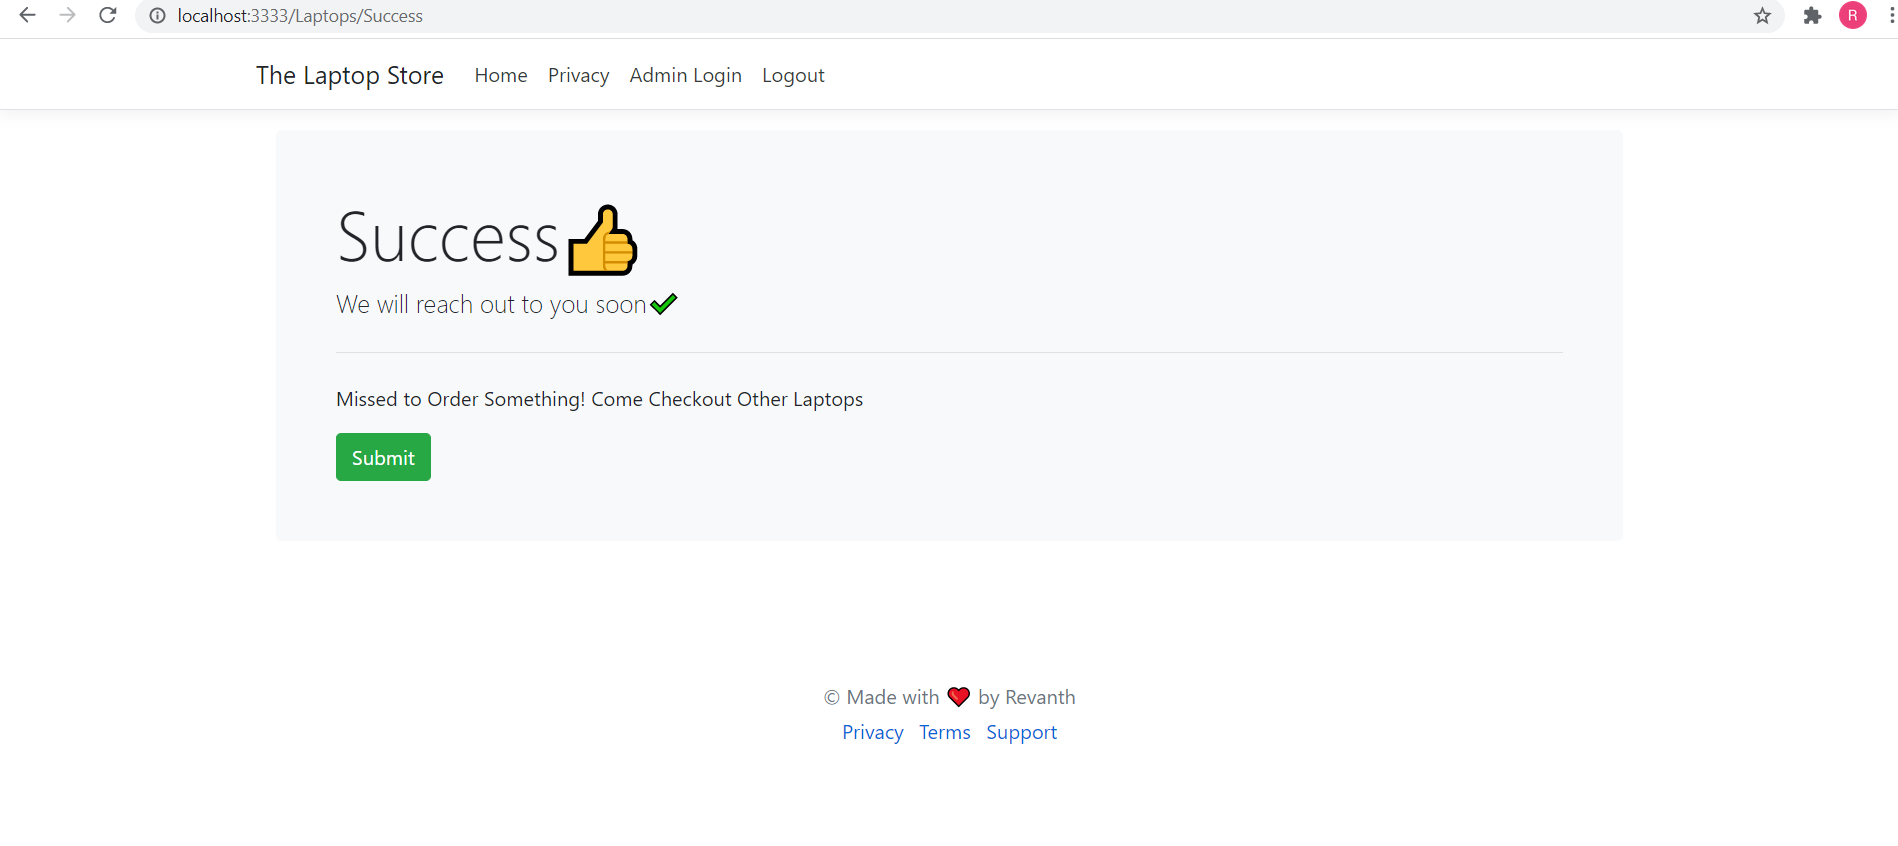 localhost:3333/Laptops/Success
R
The Laptop Store Home Privacy Admin Login Logout
Success👍
We will reach out to you soon✔
Missed to Order Something! Come Checkout Other Laptops
Submit
© Made with ❤ by Revanth
Privacy Terms Support